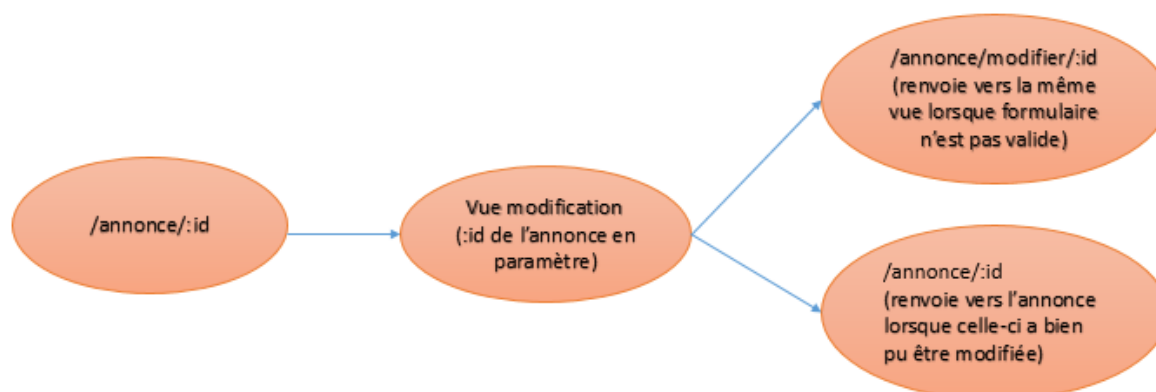 /annonce/:id
Vue modification
(:id de l'annonce en
paramètre)
/annonce/modifier/:id
(renvoie vers la même
vue lorsque formulaire
n'est pas valide)
/annonce/:id
(renvoie vers l'annonce
lorsque celle-ci a bien
pu être modifiée)